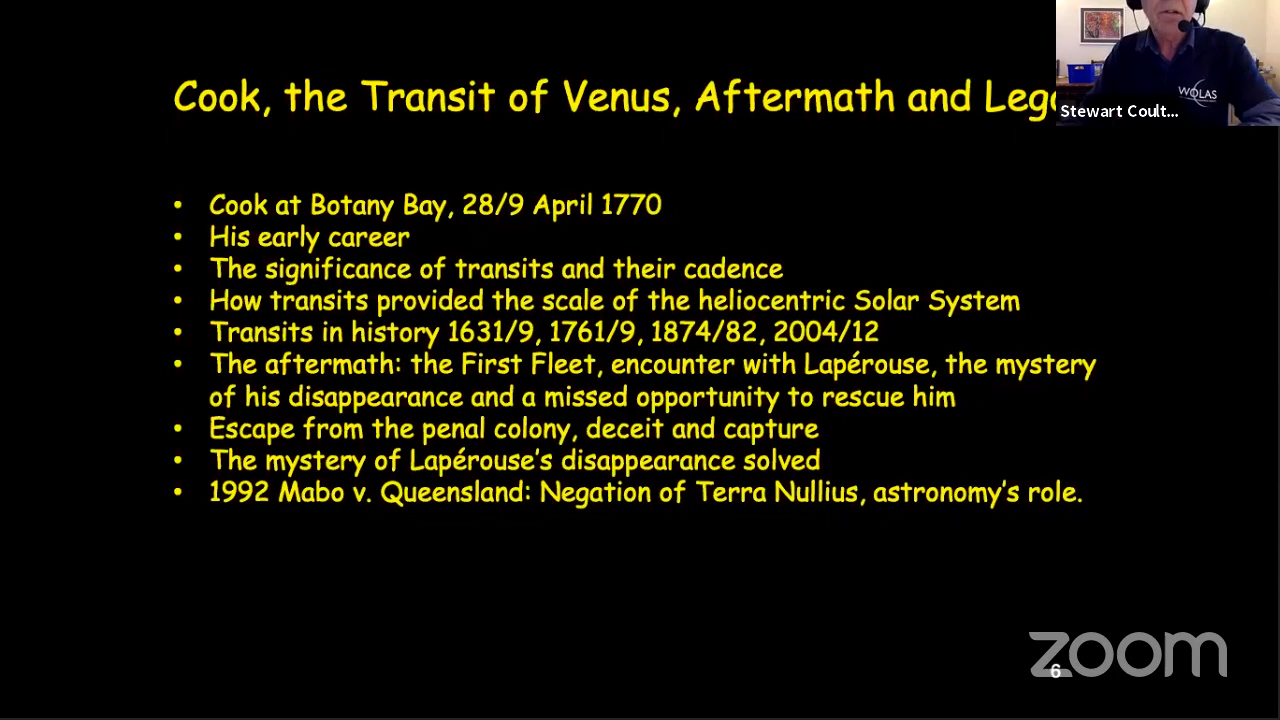 Cook, the Transit of Venus, Aftermath and
WOLAS
Stewart Coult...
• Cook at Botany Bay, 28/9 April 1770
• His early career
• The significance of transits and their cadence
• How transits provided the scale of the heliocentric Solar System
• Transits in history 1631/9, 1761/9, 1874/82, 2004/12
• The aftermath: the First Fleet, encounter with Lapérouse, the mystery
of his disappearance and a missed opportunity to rescue him
• Escape from the penal colony, deceit and capture
• The mystery of Lapérouse’s disappearance solved
• 1992 Mabo v. Queensland: Negation of Terra Nullius, astronomy’s role.
zoom
6